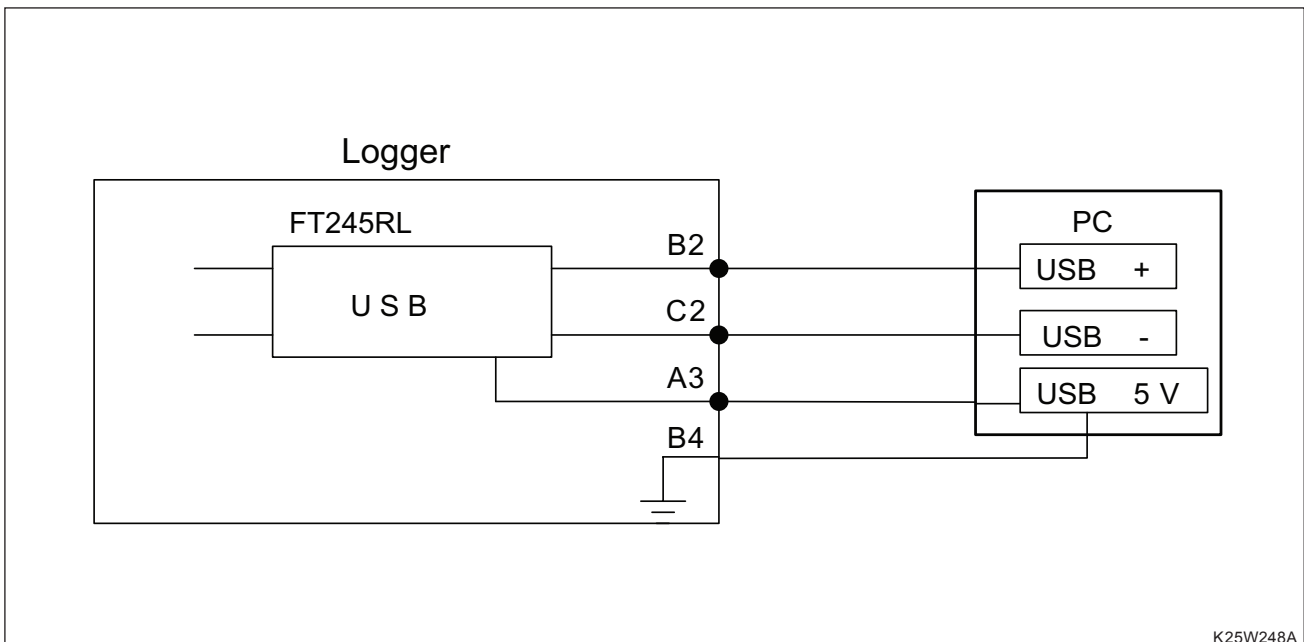 Logger
FT245RL
U S B
B2
C2
A3
B4
PC
USB +
USB -
USB 5 V
K25W248A